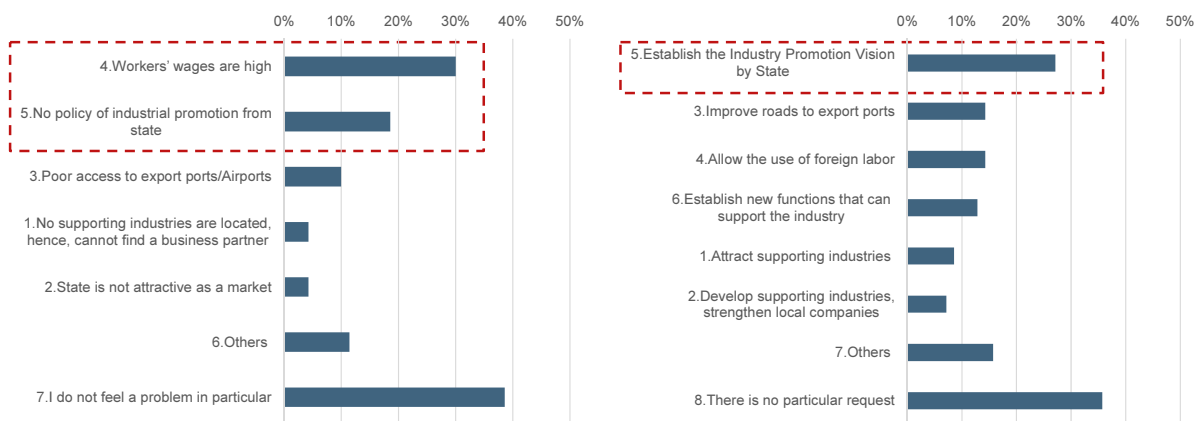 0% 10% 20% 30% 40% 50%
4.Workers' wages are high
5.No policy of industrial promotion from
state
3.Poor access to export ports/Airports
1.No supporting industries are located,
hence, cannot find a business partner
2.State is not attractive as a market
6.Others
7.I do not feel a problem in particular
0% 10% 20% 30% 40% 50%
5.Establish the Industry Promotion Vision
by State
3.Improve roads to export ports
4.Allow the use of foreign labor
6.Establish new functions that can
support the industry
1.Attract supporting industries
2.Develop supporting industries,
strengthen local companies
7.Others
8.There is no particular request